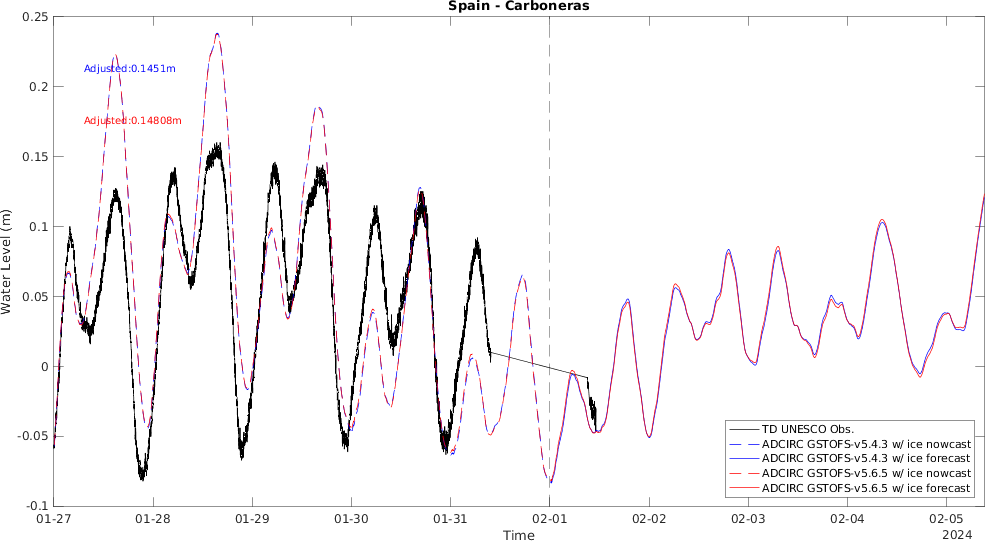 Spain - Carboneras
0.25
0.2
0.15
0.1
0.05
0
-0.05
-0.1
Water Level (m)
Adjusted:0.1451m
Adjusted:0.14808m
TD UNESCO Obs.
ADCIRC GSTOFS-v5.4.3 w/ ice nowcast
ADCIRC GSTOFS-v5.4.3 w/ ice forecast
ADCIRC GSTOFS-v5.6.5 w/ ice nowcast
ADCIRC GSTOFS-v5.6.5 w/ ice forecast
01-27 01-28 01-29 01-30 01-31 02-01 02-02 02-03 02-04 02-05
Time
2024